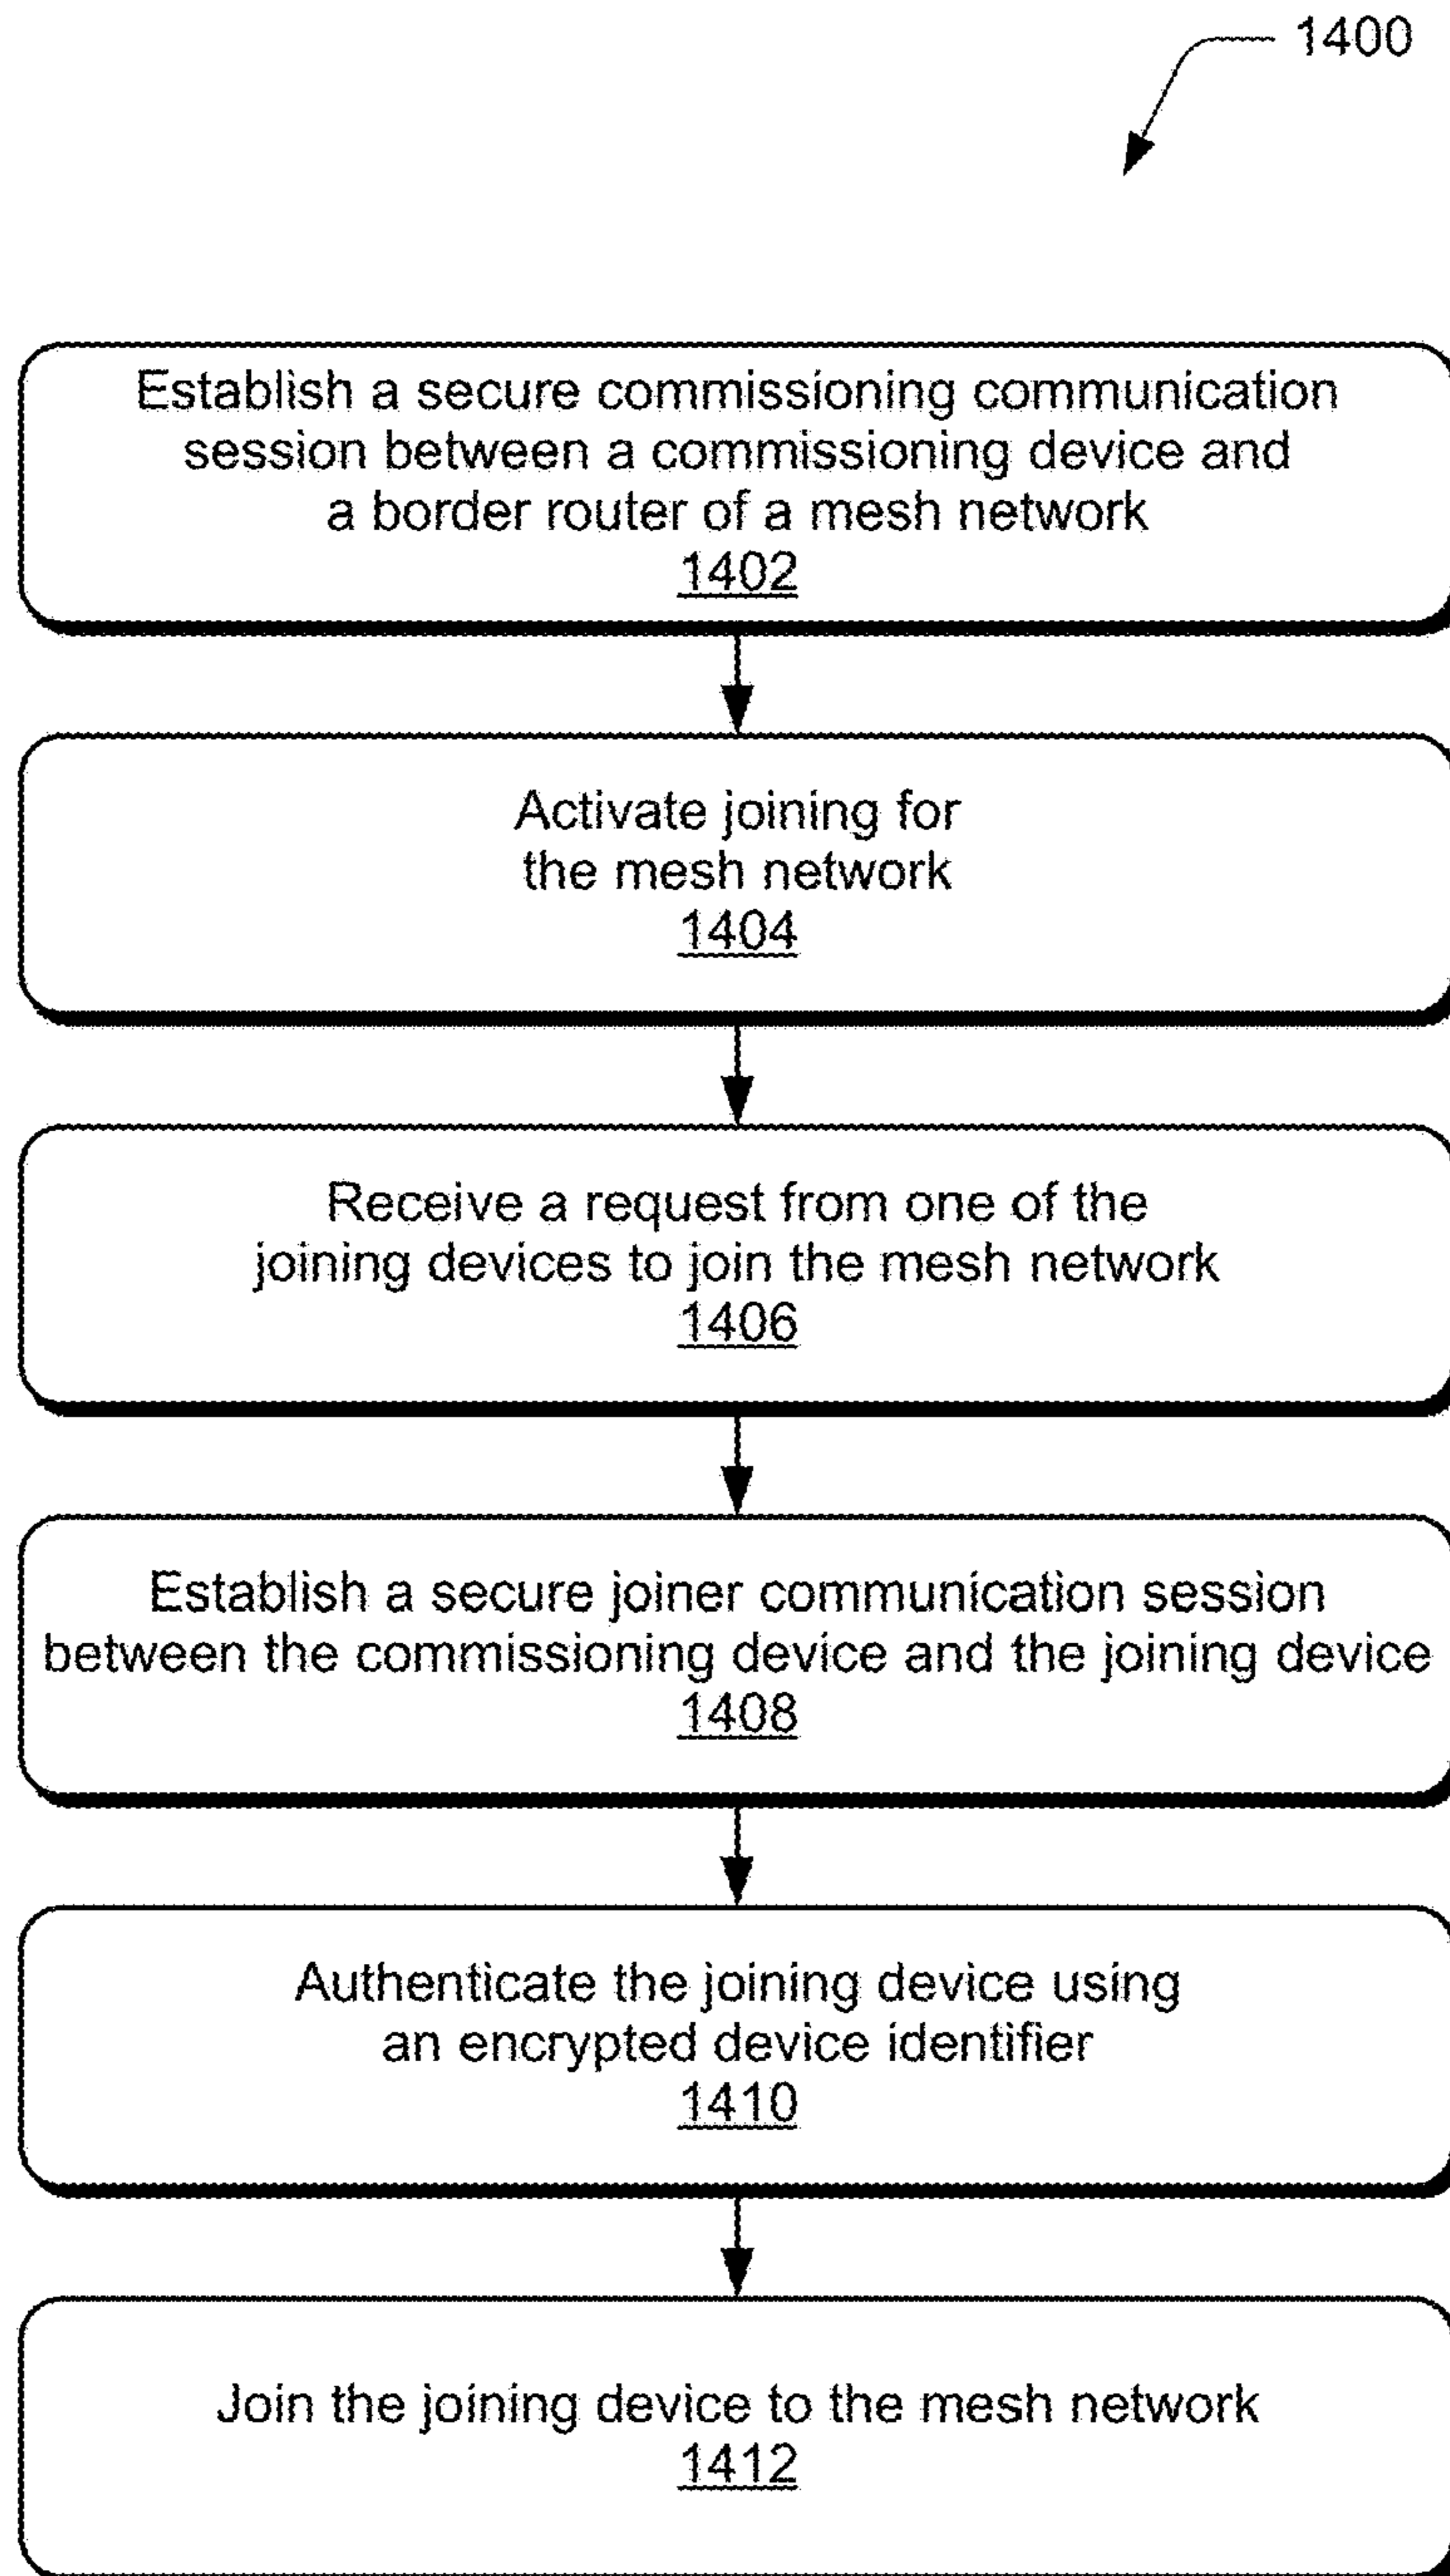 1400
Establish a secure commissioning communication
session between a commissioning device and
a border router of a mesh network
1402
Activate joining for
the mesh network
1404
Receive a request from one of the
joining devices to join the mesh network
1406
Establish a secure joiner communication session
between the commissioning device and the joining device
1408
Authenticate the joining device using
an encrypted device identifier
1410
Join the joining device to the mesh network
1412